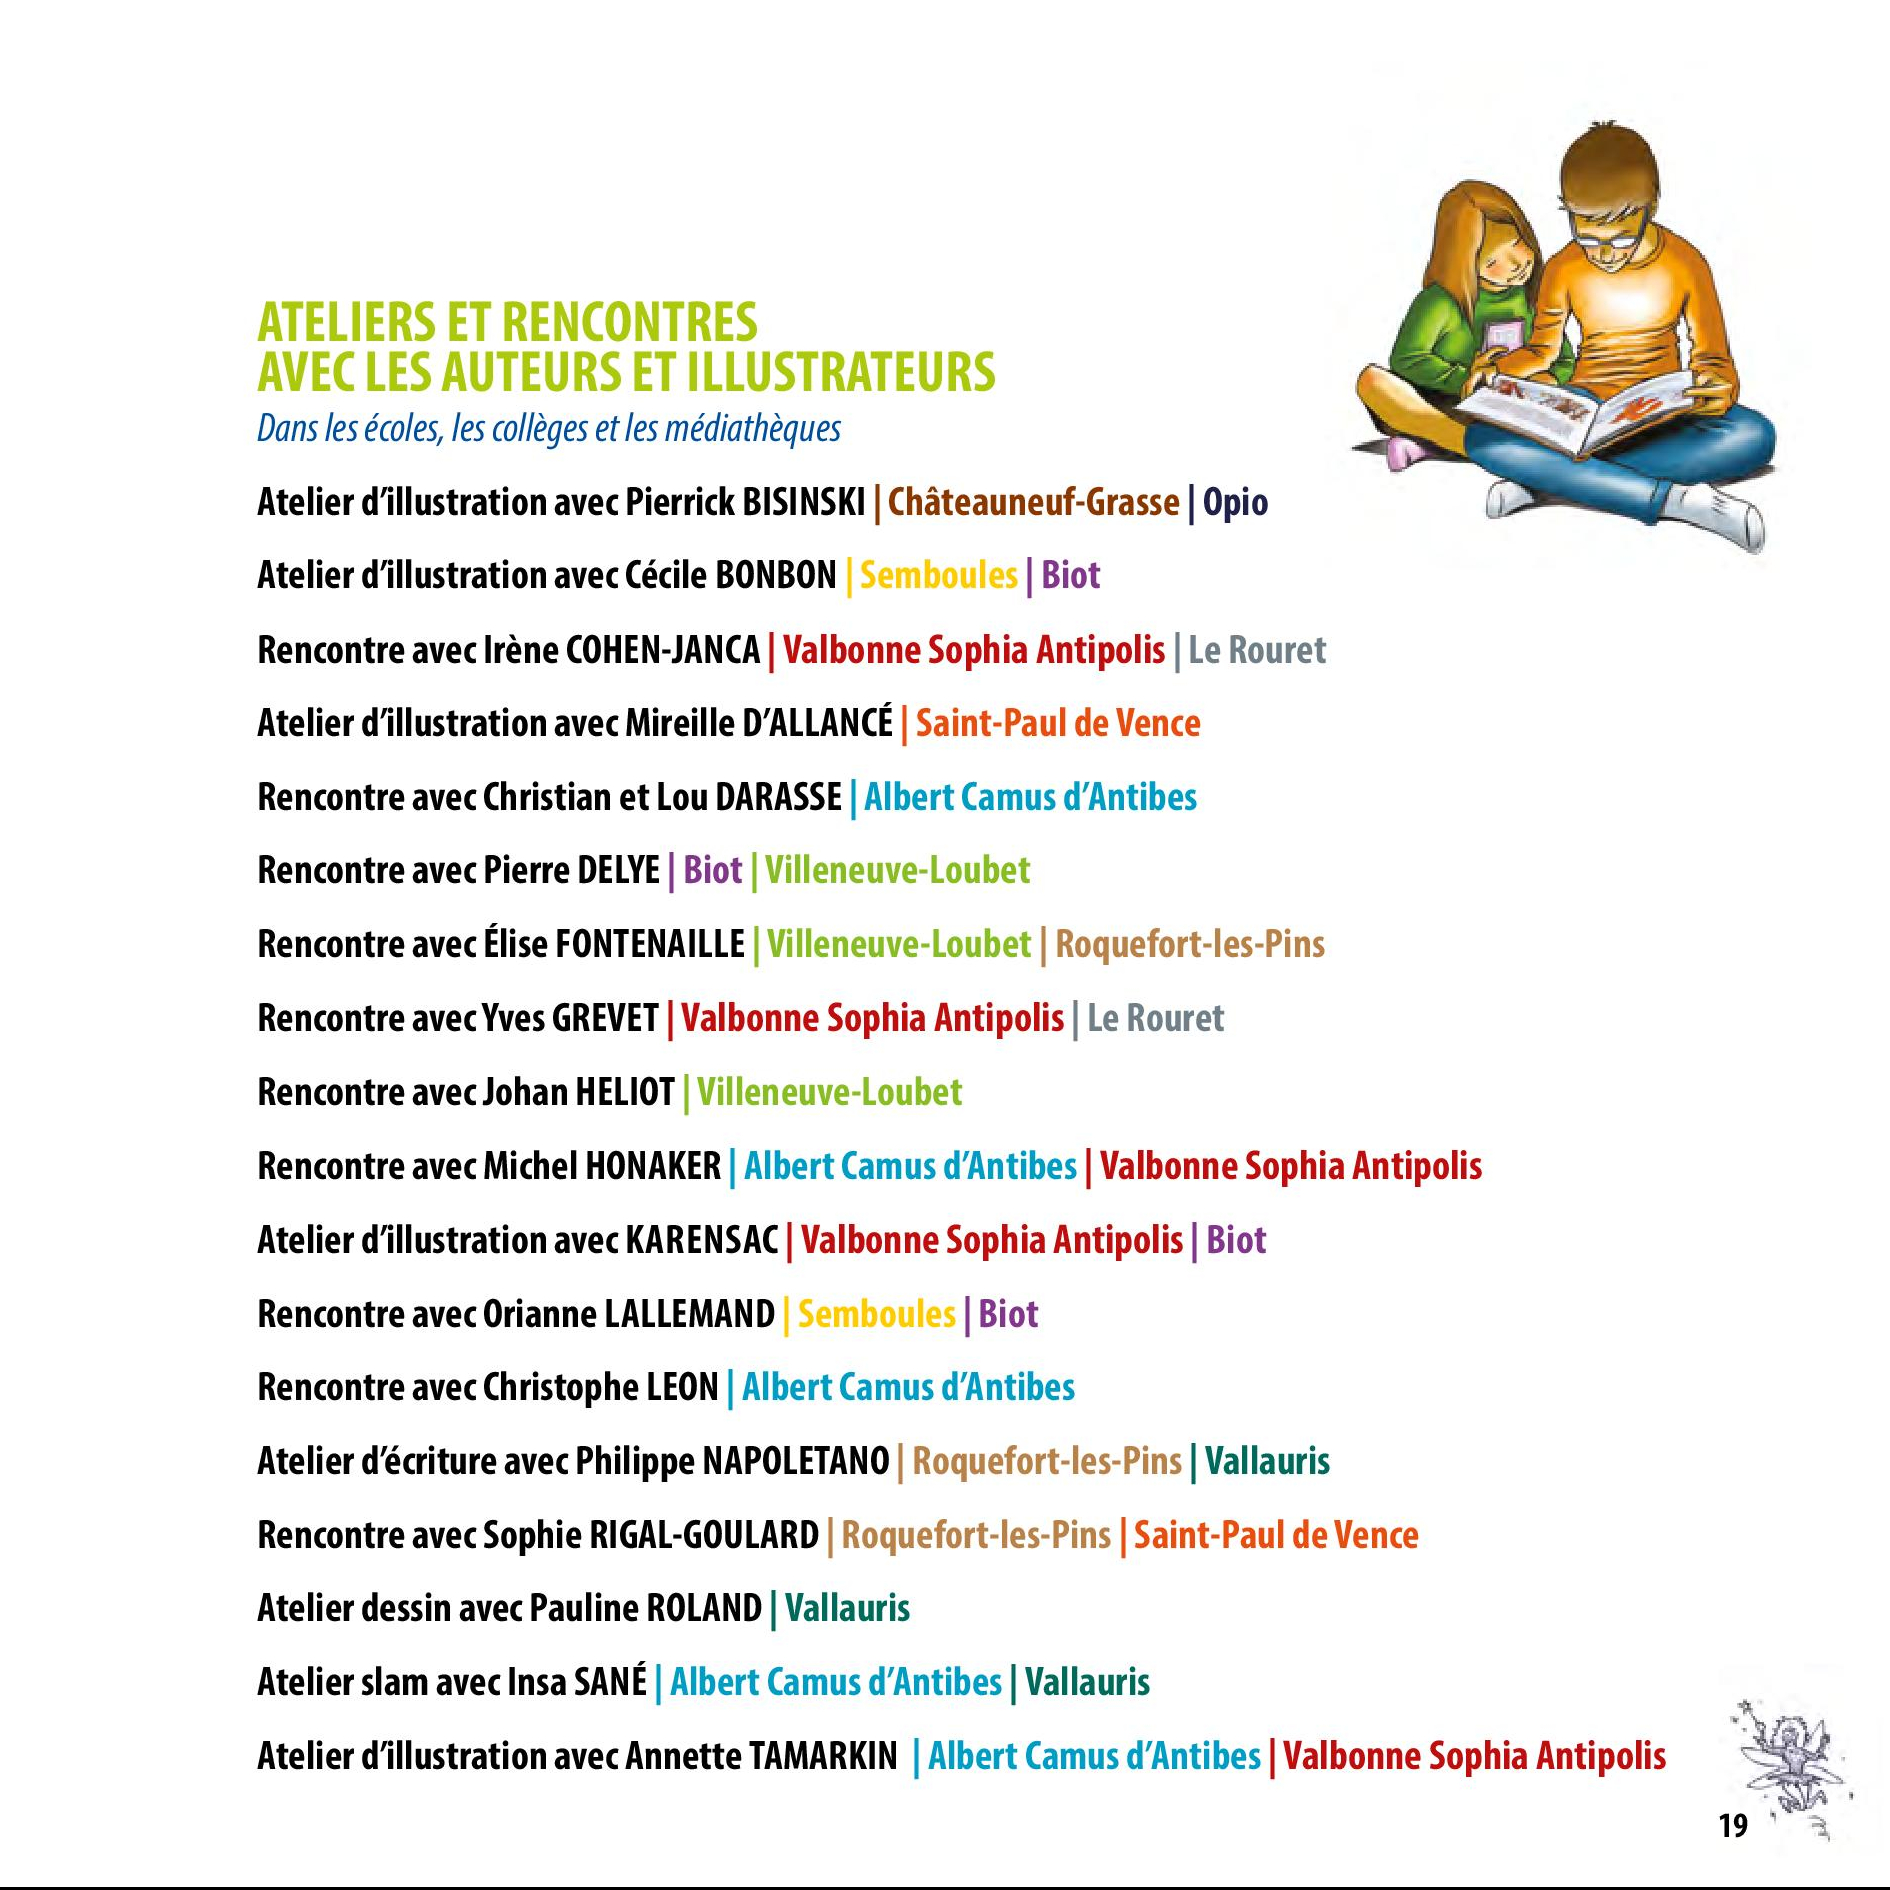 ATELIERS ET RENCONTRES
AVEC LES AUTEURS ET ILLUSTRATEURS
Dans les écoles, les collèges et les médiathèques
Atelier d’illustration avec Pierrick BISINSKI | Châteauneuf-Grasse | Opio
Atelier d’illustration avec Cécile BONBON | Semboules | Biot
Rencontre avec Irène COHEN-JANCA | Valbonne Sophia Antipolis | Le Rouret
Atelier d’illustration avec Mireille D’ALLANCÉ | Saint-Paul de Vence
Rencontre avec Christian et Lou DARASSE | Albert Camus d’Antibes
Rencontre avec Pierre DELYE | Biot | Villeneuve-Loubet
Rencontre avec Élise FONTENAILLE | Villeneuve-Loubet | Roquefort-les-Pins
Rencontre avec Yves GREVET | Valbonne Sophia Antipolis | Le Rouret
Rencontre avec Johan HELIOT | Villeneuve-Loubet
Rencontre avec Michel HONAKER | Albert Camus d’Antibes | Valbonne Sophia Antipolis
Atelier d’illustration avec KARENSAC | Valbonne Sophia Antipolis | Biot
Rencontre avec Orianne LALLEMAND | Semboules | Biot
Rencontre avec Christophe LEON | Albert Camus d’Antibes
Atelier d’écriture avec Philippe NAPOLETANO | Roquefort-les-Pins | Vallauris
Rencontre avec Sophie RIGAL-GOULARD | Roquefort-les-Pins | Saint-Paul de Vence
Atelier dessin avec Pauline ROLAND | Vallauris
Atelier slam avec Insa SANÉ | Albert Camus d’Antibes | Vallauris
Atelier d’illustration avec Annette TAMARKIN | Albert Camus d’Antibes | Valbonne Sophia Antipolis
19